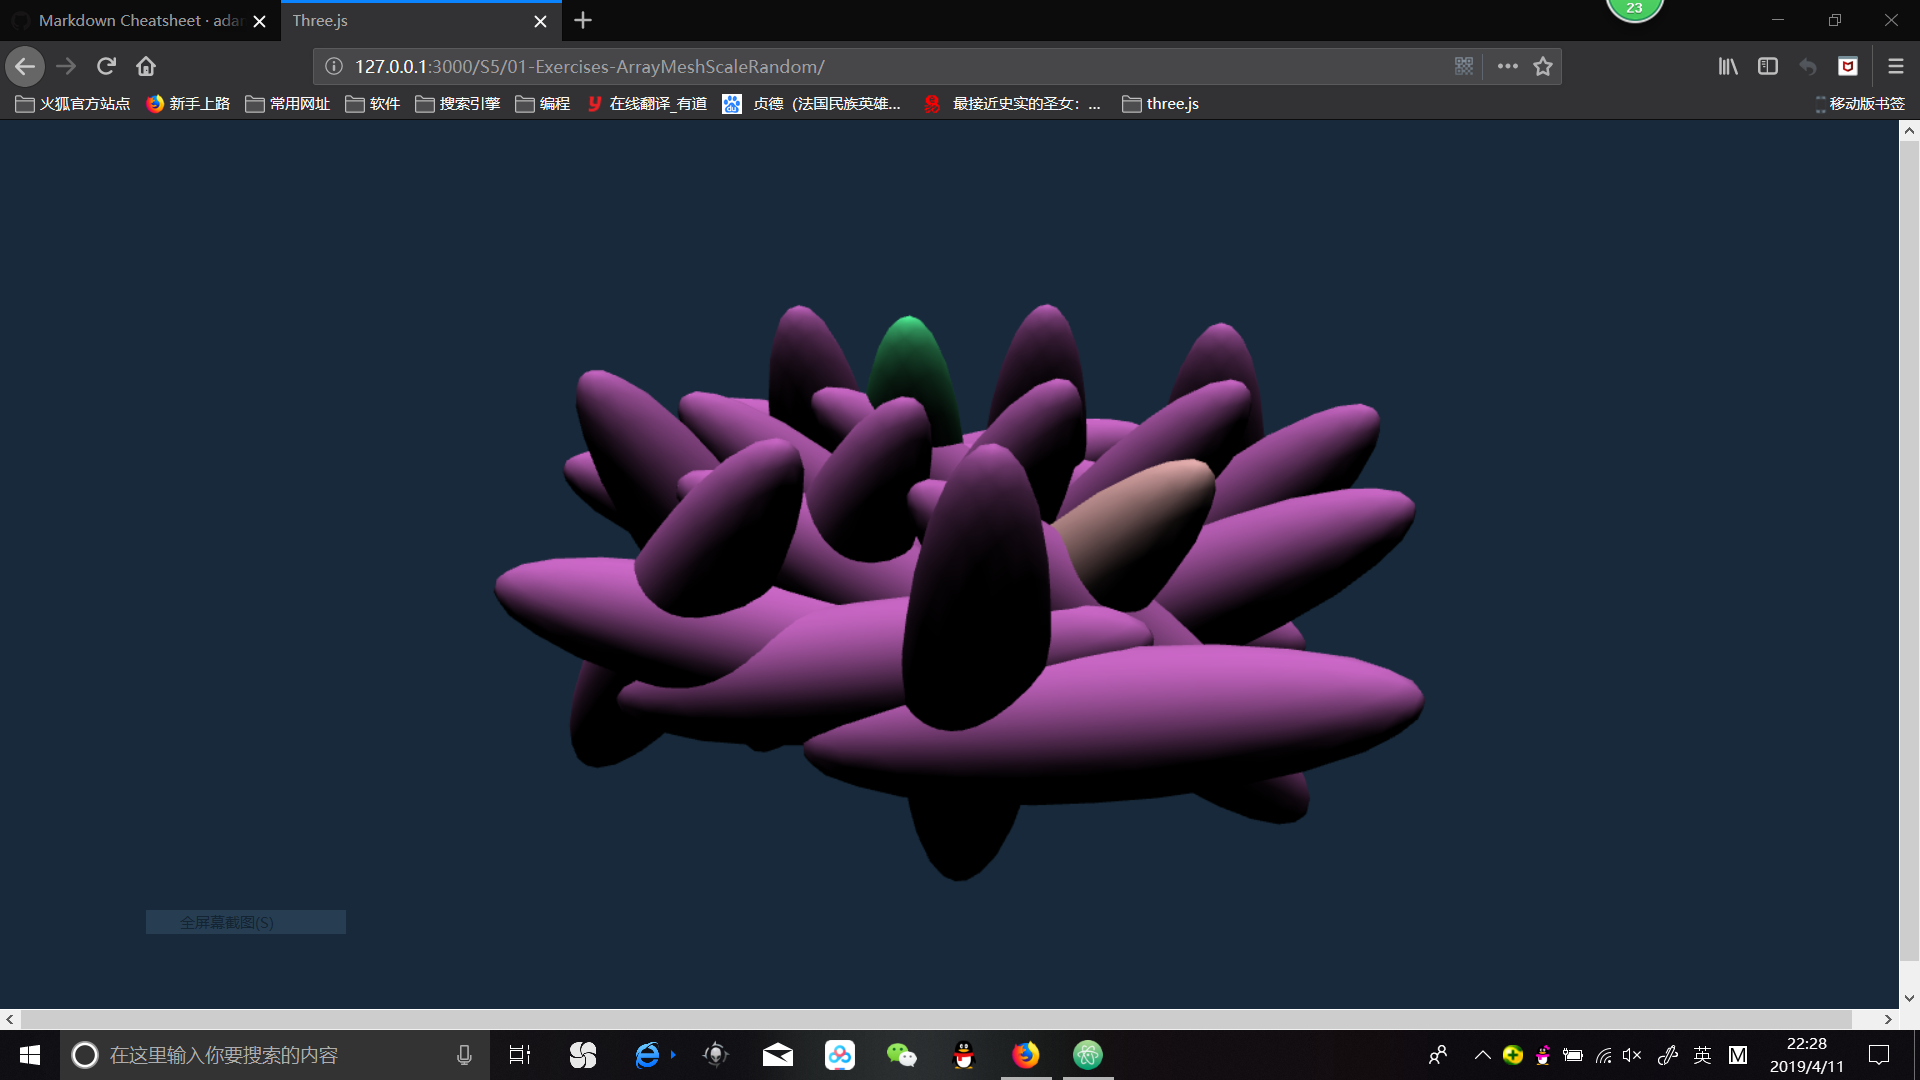 Markdown Cheatsheet · adar
Three.js
23
127.0.0.1:3000/S5/01-Exercises-ArrayMeshScaleRandom/
火狐官方站点
新手上路
常用网址
软件
搜索引擎
编程
在线翻译_有道
贞德（法国民族英雄...
最接近史实的圣女：...
three.js
移动版书签
全屏幕截图(S)
在这里输入你要搜索的内容
英
M
22:28
2019/4/11